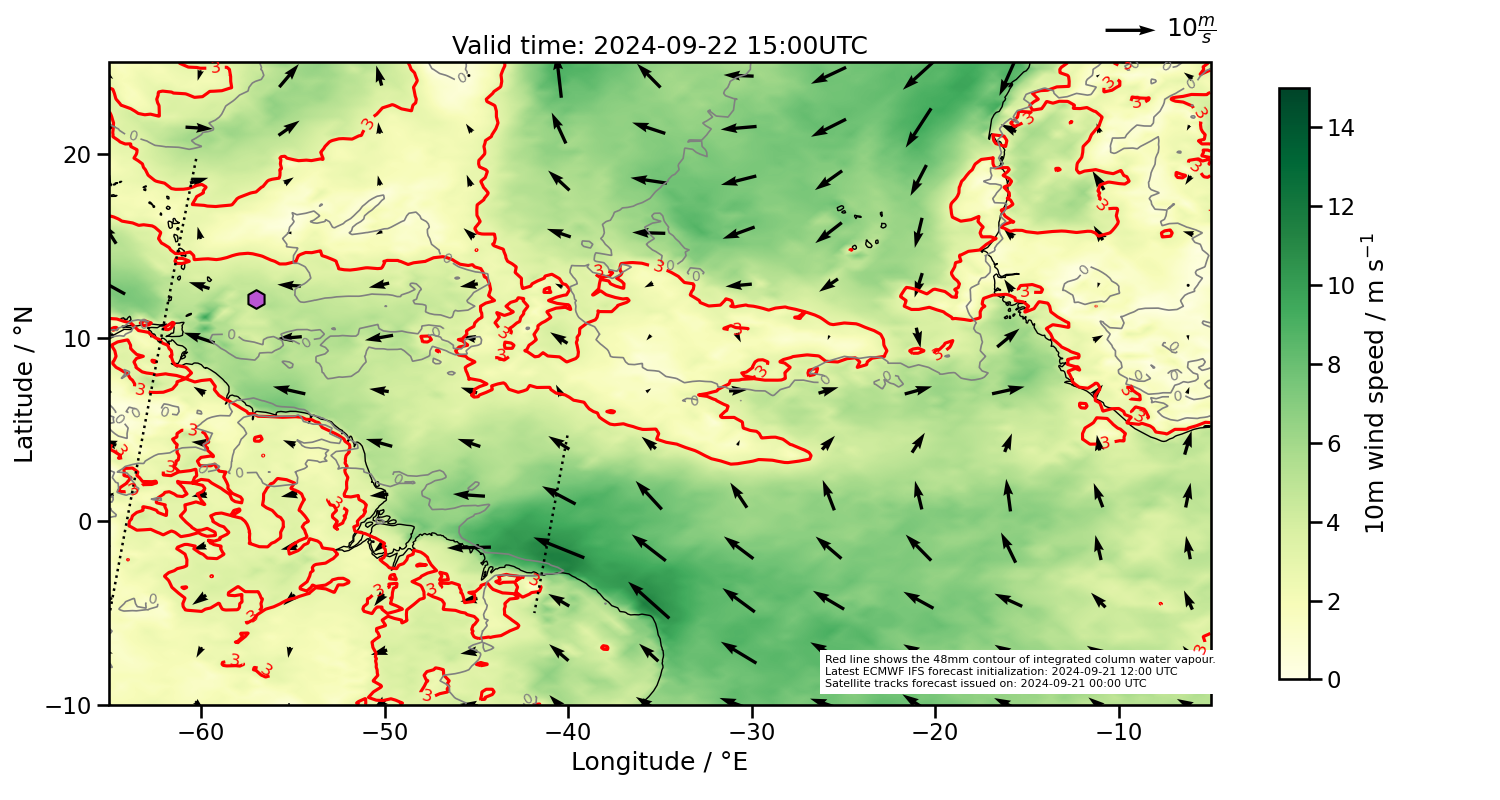 10 m/s
Valid time: 2024-09-22 15:00UTC
20
10
0
−10
Latitude / °N
−60
−50
−40
−30
−20
−10
Longitude / °E
Red line shows the 48mm contour of integrated column water vapour.
Latest ECMWF IFS forecast initialization: 2024-09-21 12:00 UTC
Satellite tracks forecast issued on: 2024-09-21 00:00 UTC
14
12
10
8
6
4
2
0
10m wind speed / m s⁻¹